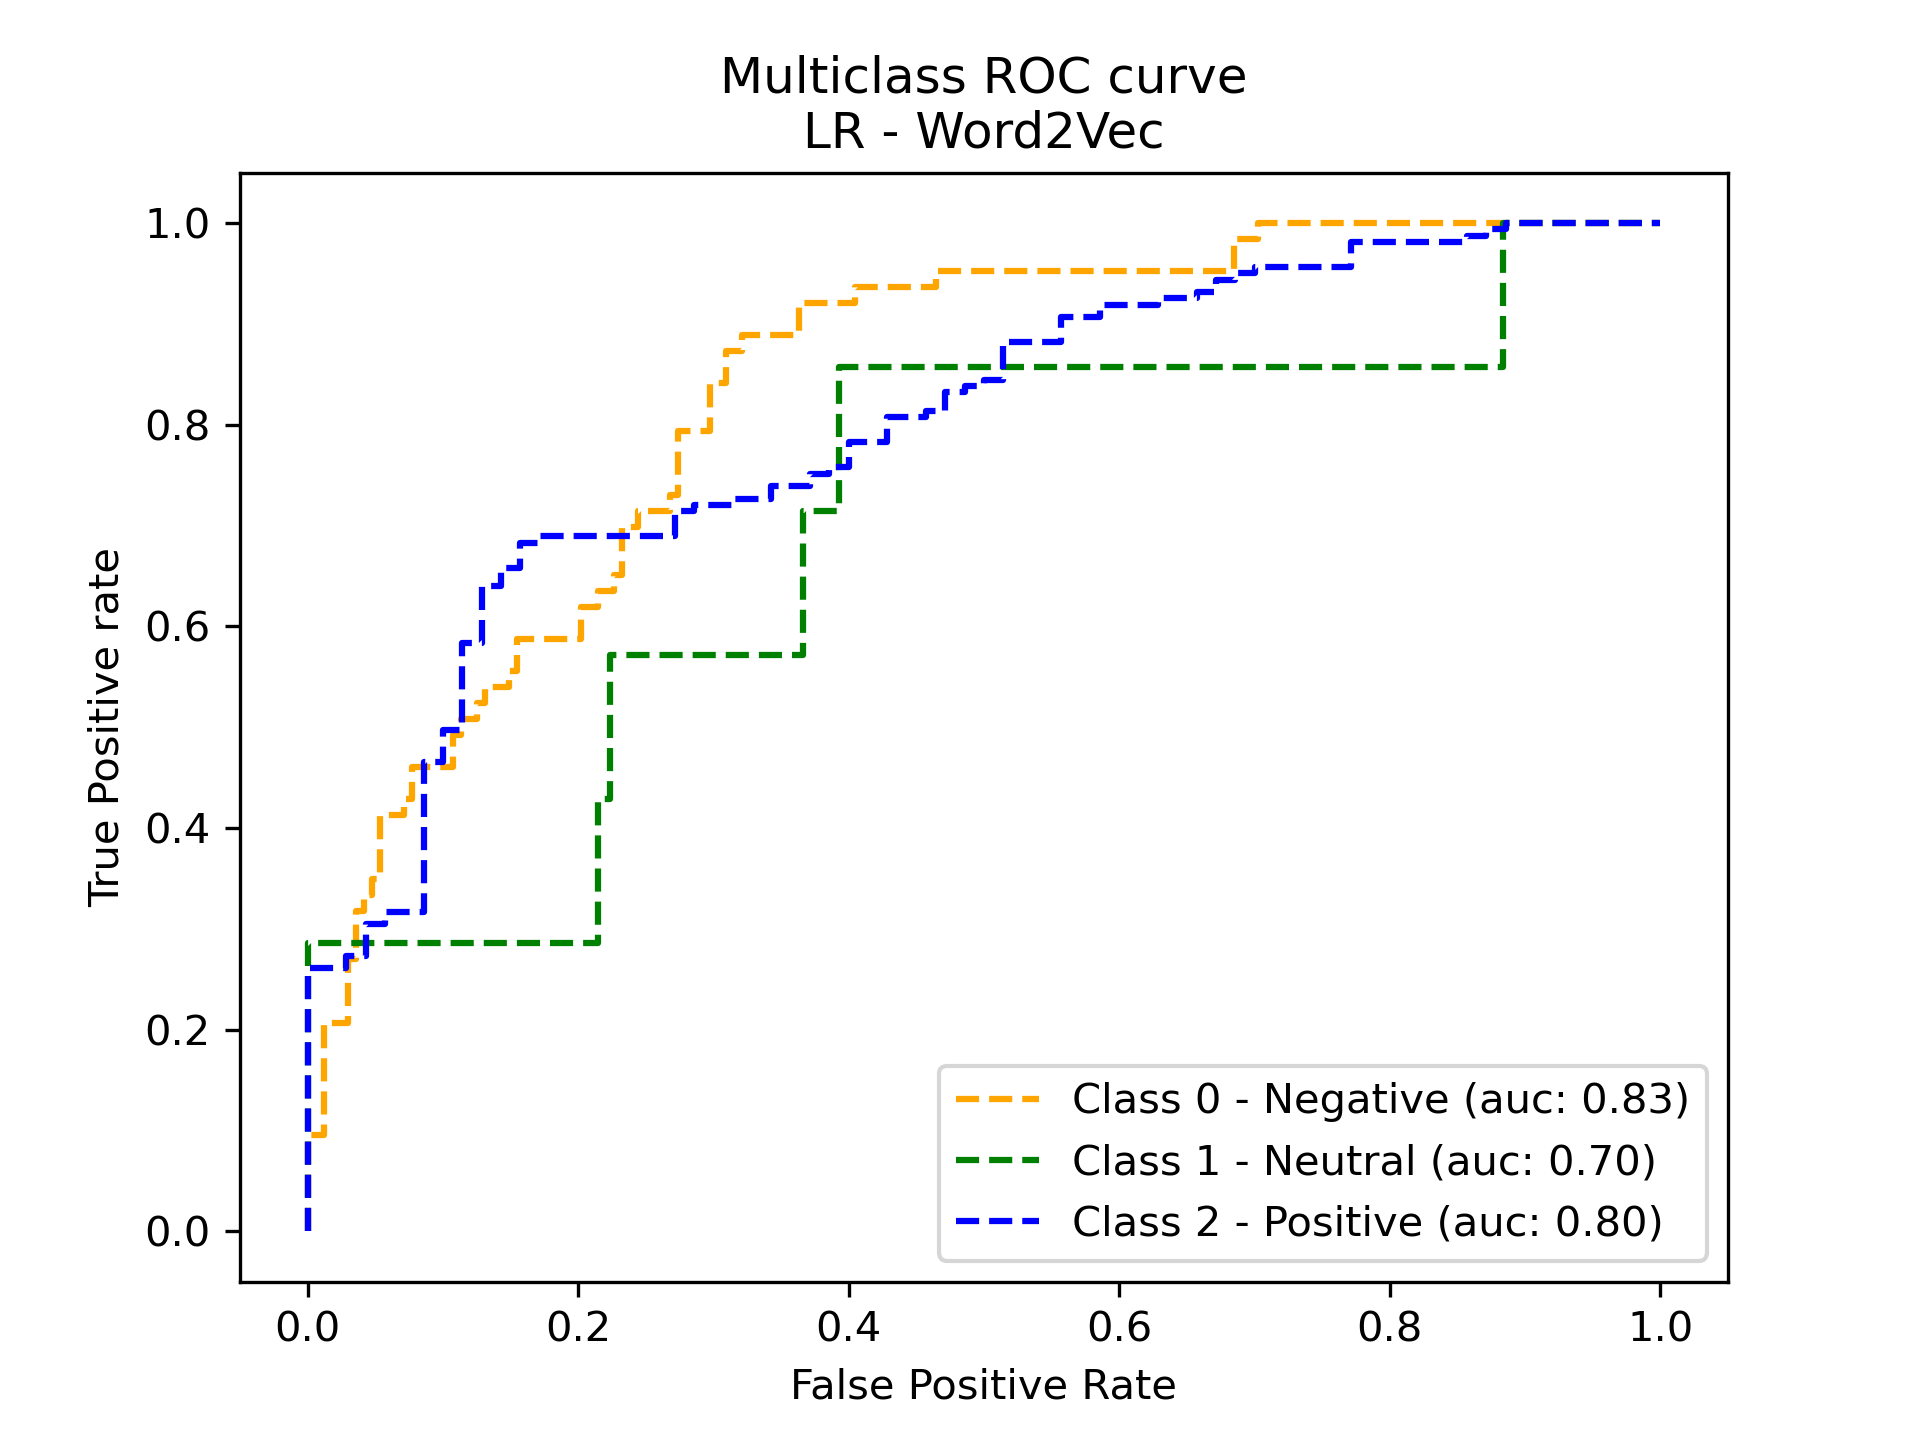 Multiclass ROC curve
LR - Word2Vec
True Positive rate
1.0
0.8
0.6
0.4
0.2
0.0
Class 0 - Negative (auc: 0.83)
Class 1 - Neutral (auc: 0.70)
Class 2 - Positive (auc: 0.80)
0.0 0.2 0.4 0.6 0.8 1.0
False Positive Rate